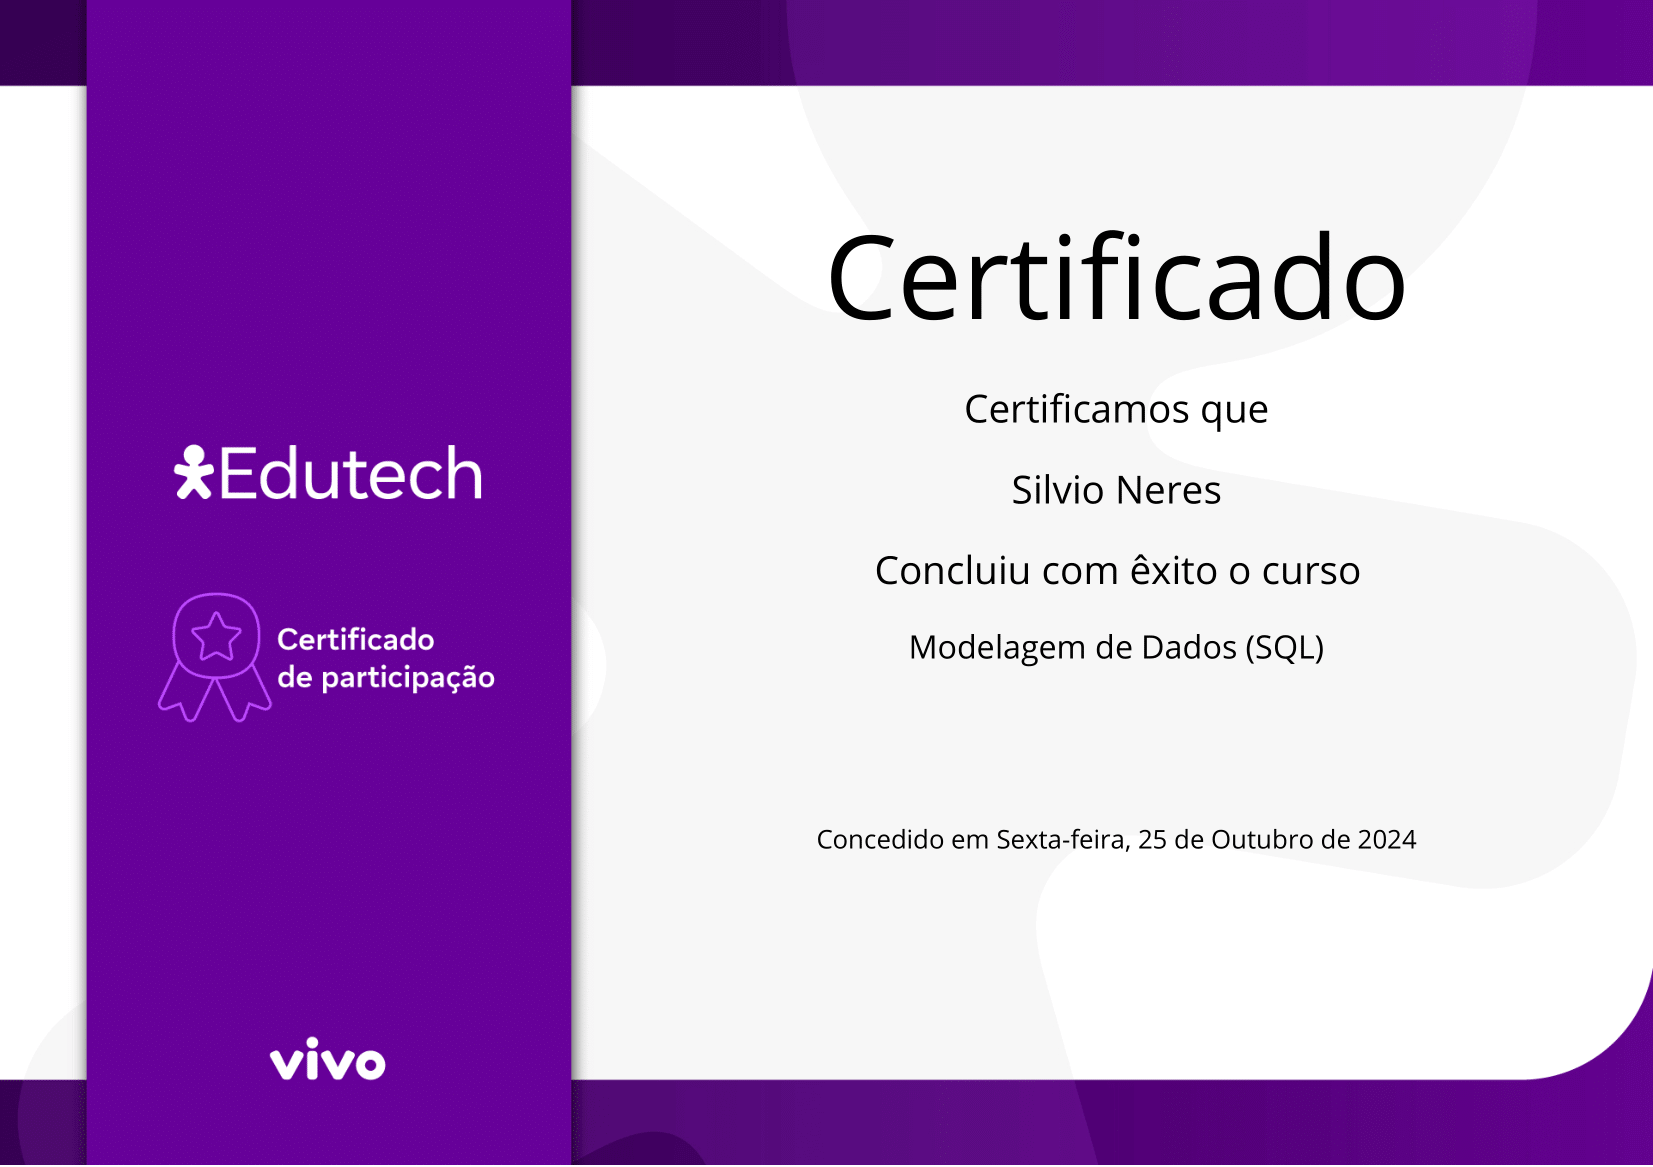 Edutech
Certificado
de participação
vivo
Certificado
Certificamos que
Silvio Neres
Concluiu com êxito o curso
Modelagem de Dados (SQL)
Concedido em Sexta-feira, 25 de Outubro de 2024